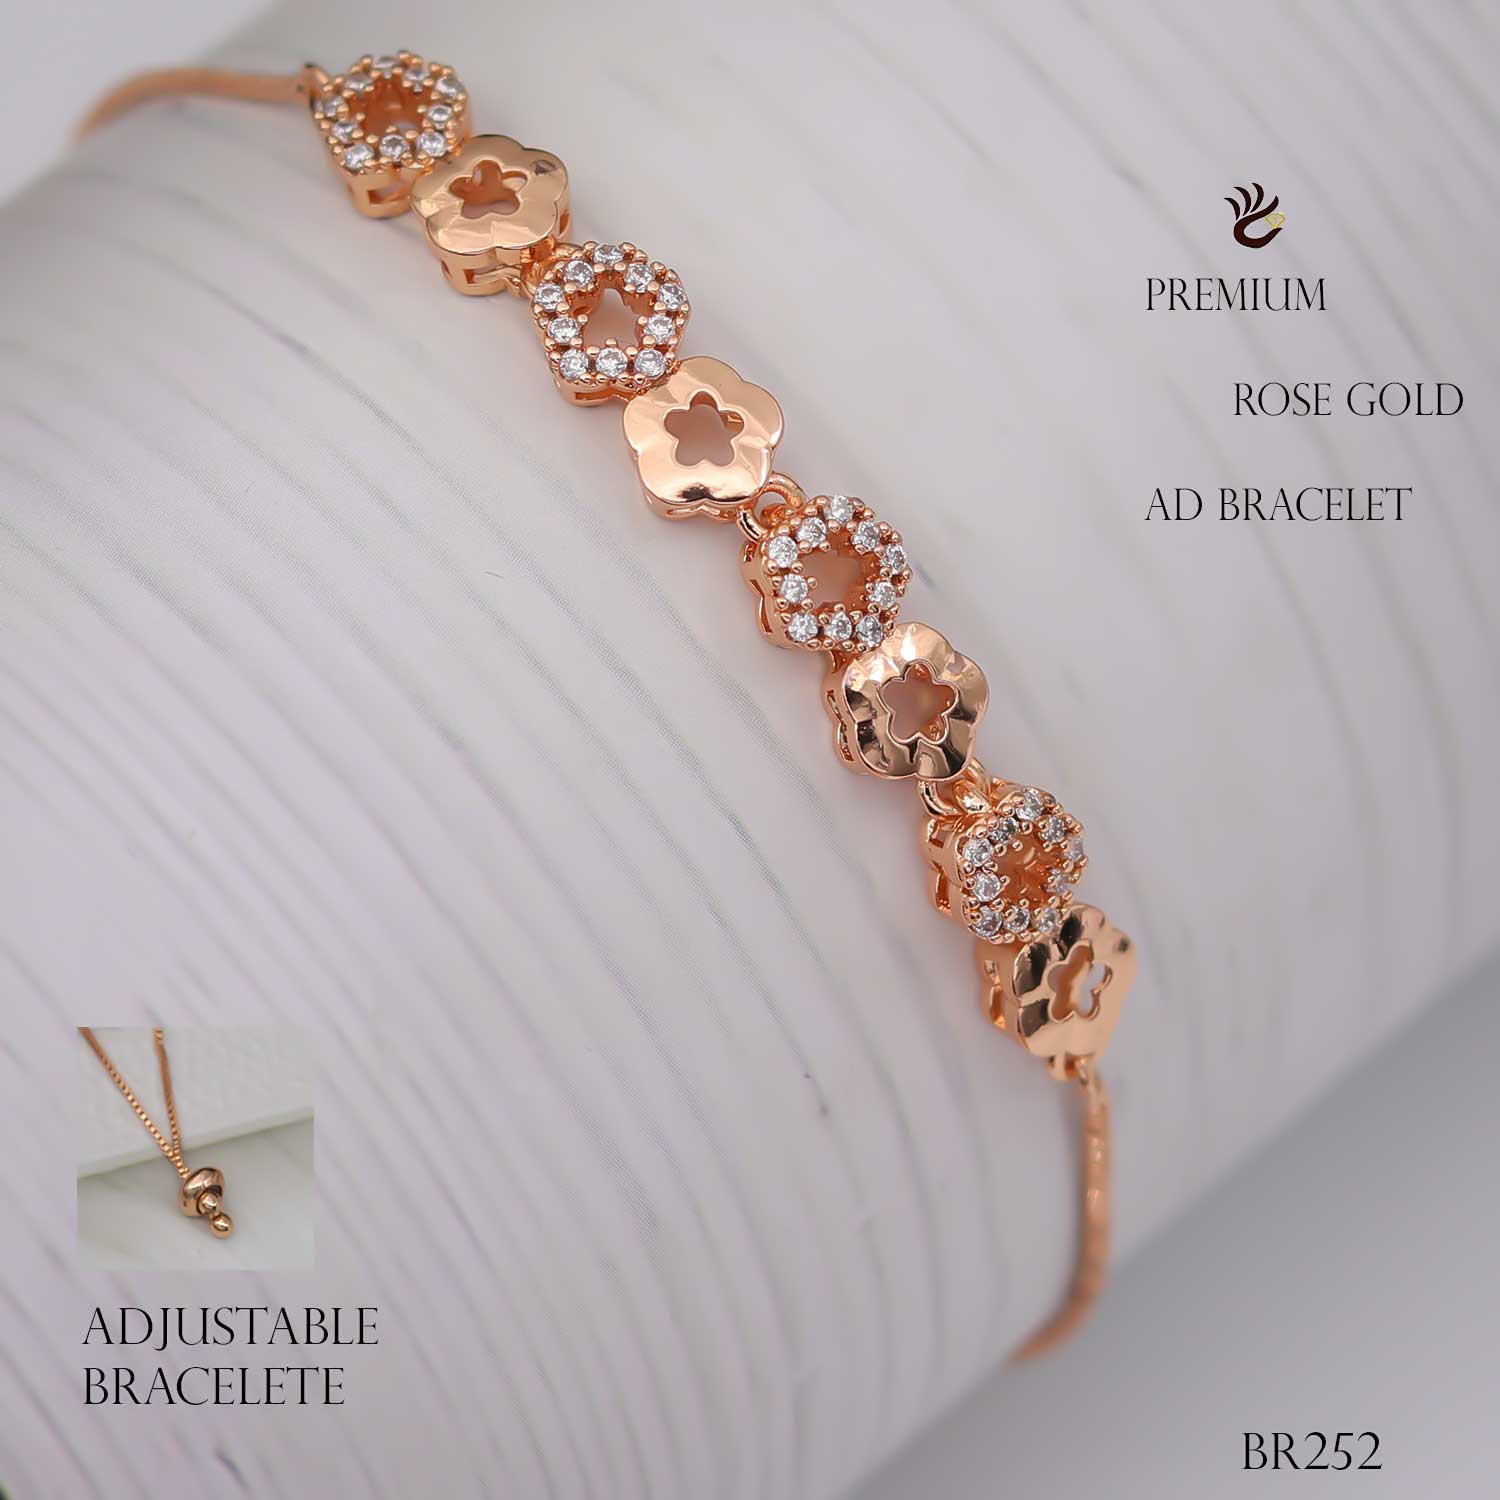 PREMIUM
ROSE GOLD
AD BRACELET
ADJUSTABLE
BRACELETE
BR252